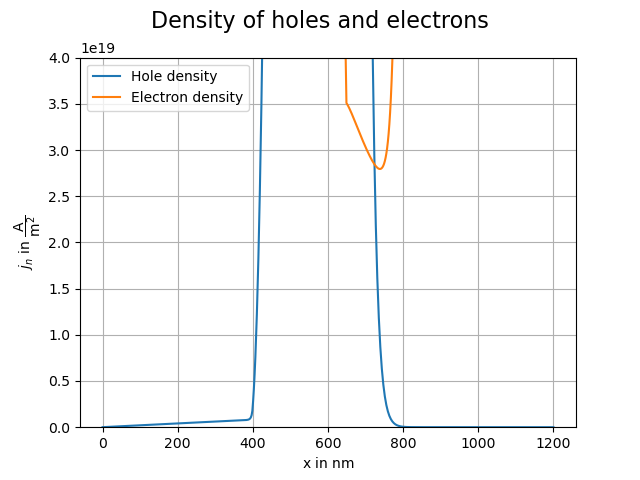 Density of holes and electrons
1e19
Hole density
Electron density
4.0
3.5
3.0
2.5
2.0
1.5
1.0
0.5
0.0
jₙ in A/m²
0 200 400 600 800 1000 1200
x in nm